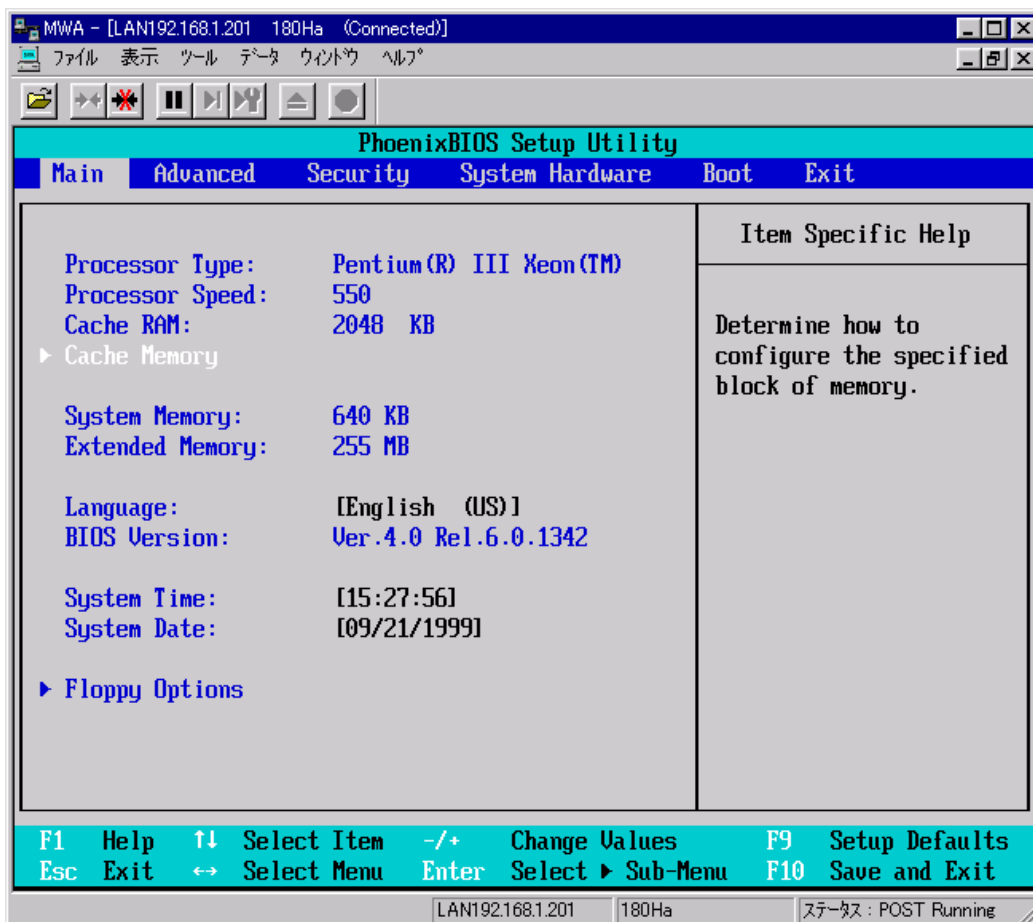 MWA - [LAN192.168.1.201 180Ha (Connected)]
ファイル 表示 ツール データ ウィンドウ ヘルプ
PhoenixBIOS Setup Utility
Main Advanced Security System Hardware Boot Exit
Item Specific Help
Processor Type: Pentium(R) III Xeon(TM)
Processor Speed: 550
Cache RAM: 2048 KB
▶ Cache Memory
System Memory: 640 KB
Extended Memory: 255 MB
Language: [English (US)]
BIOS Version: Ver.4.0 Rel.6.0.1342
System Time: [15:27:56]
System Date: [09/21/1999]
▶ Floppy Options
Determine how to
configure the specified
block of memory.
F1 Help ↑↓ Select Item -/+ Change Values F9 Setup Defaults
Esc Exit ↔ Select Menu Enter Select ▶ Sub-Menu F10 Save and Exit
LAN192.168.1.201 180Ha ステータス : POST Running